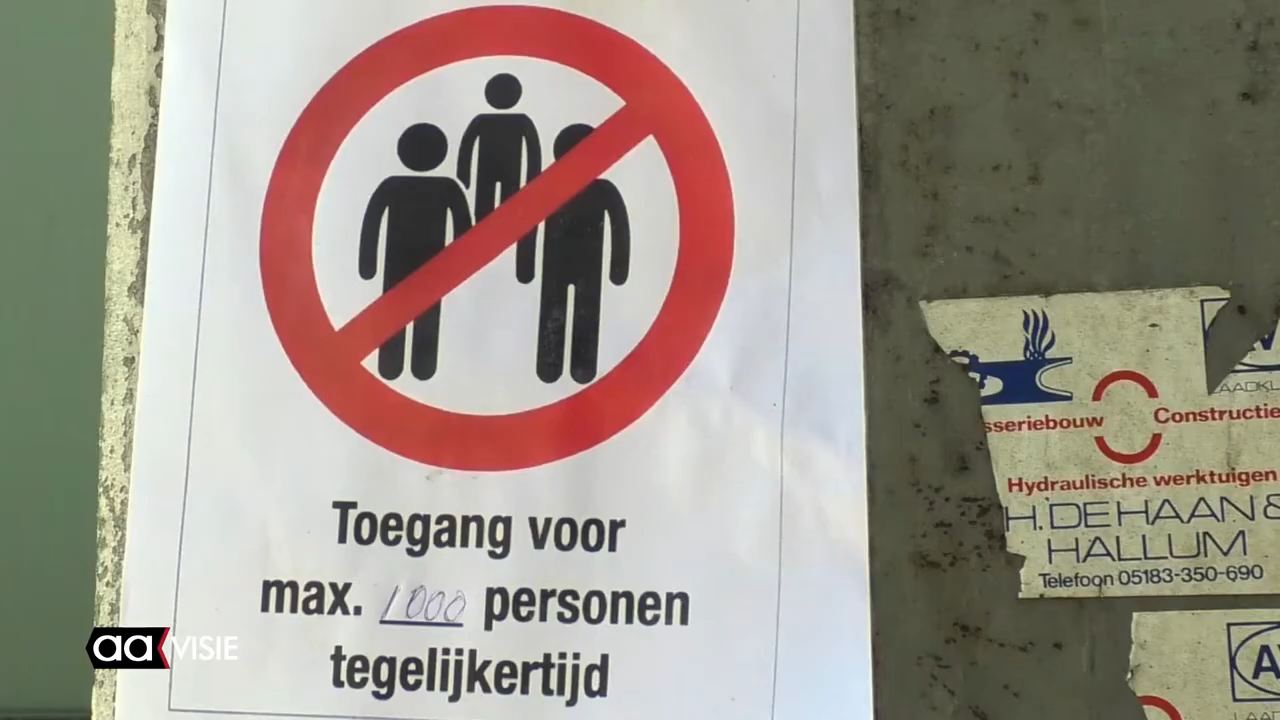 Toegang voor
max. 1000 personen
tegelijkertijd
sseriebouw
Constructie
Hydraulische werktuigen
H. DE HAAN &
HALLUM
Telefoon 05183-350-690
aa VISIE